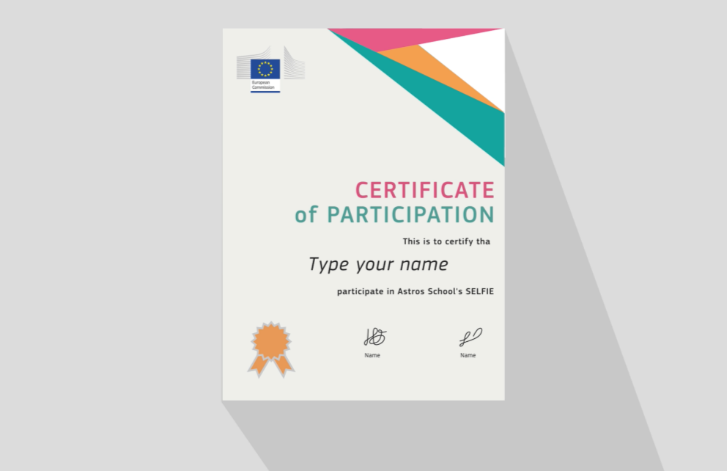 European
Commission
CERTIFICATE
of PARTICIPATION
This is to certify tha
Type your name
participate in Astros School's SELFIE
Name
Name